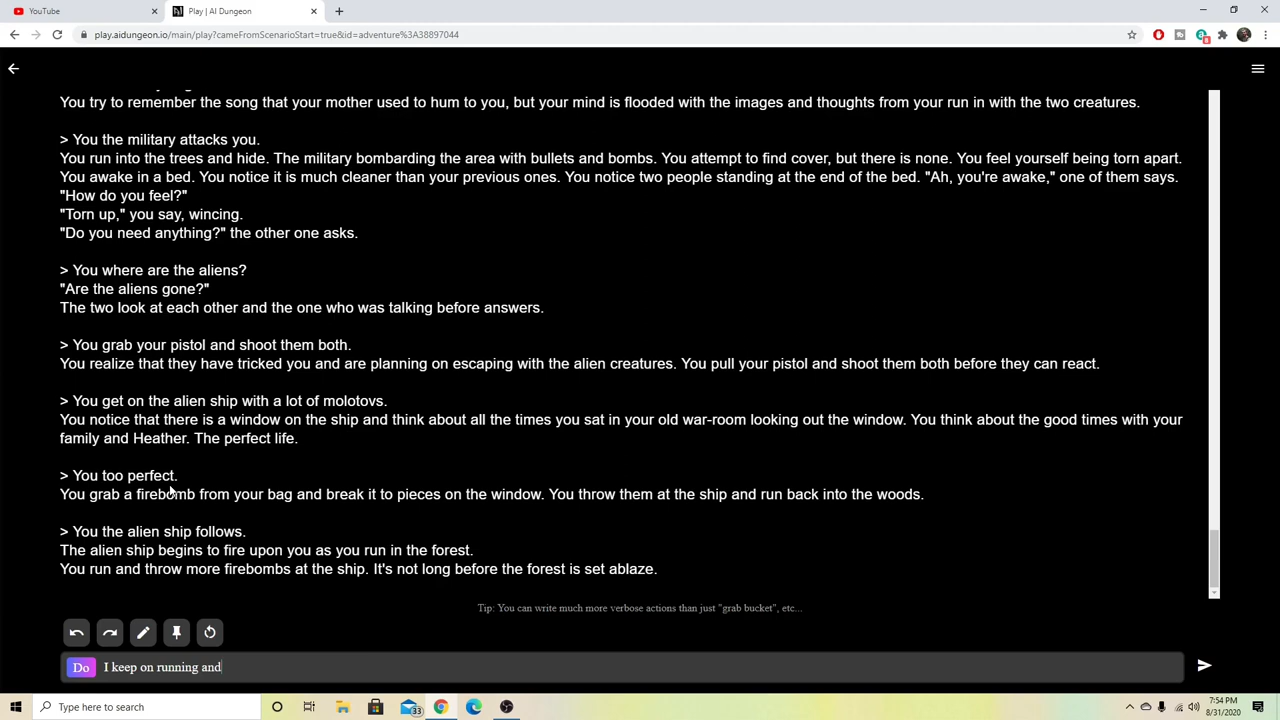 YouTube
Play | AI Dungeon
play.aidungeon.io/main/play?cameFromScenarioStart=true&id=adventure%3A38897044
You try to remember the song that your mother used to hum to you, but your mind is flooded with the images and thoughts from your run in with the two creatures.
> You the military attacks you.
You run into the trees and hide. The military bombarding the area with bullets and bombs. You attempt to find cover, but there is none. You feel yourself being torn apart.
You awake in a bed. You notice it is much cleaner than your previous ones. You notice two people standing at the end of the bed. "Ah, you're awake," one of them says.
"How do you feel?"
"Torn up," you say, wincing.
"Do you need anything?" the other one asks.
> You where are the aliens?
"Are the aliens gone?"
The two look at each other and the one who was talking before answers.
> You grab your pistol and shoot them both.
You realize that they have tricked you and are planning on escaping with the alien creatures. You pull your pistol and shoot them both before they can react.
> You get on the alien ship with a lot of molotovs.
You notice that there is a window on the ship and think about all the times you sat in your old war-room looking out the window. You think about the good times with your
family and Heather. The perfect life.
> You too perfect.
You grab a firebomb from your bag and break it to pieces on the window. You throw them at the ship and run back into the woods.
> You the alien ship follows.
The alien ship begins to fire upon you as you run in the forest.
You run and throw more firebombs at the ship. It's not long before the forest is set ablaze.
Tip: You can write much more verbose actions than just "grab bucket", etc...
Do I keep on running and
Type here to search
33
7:54 PM
8/31/2020